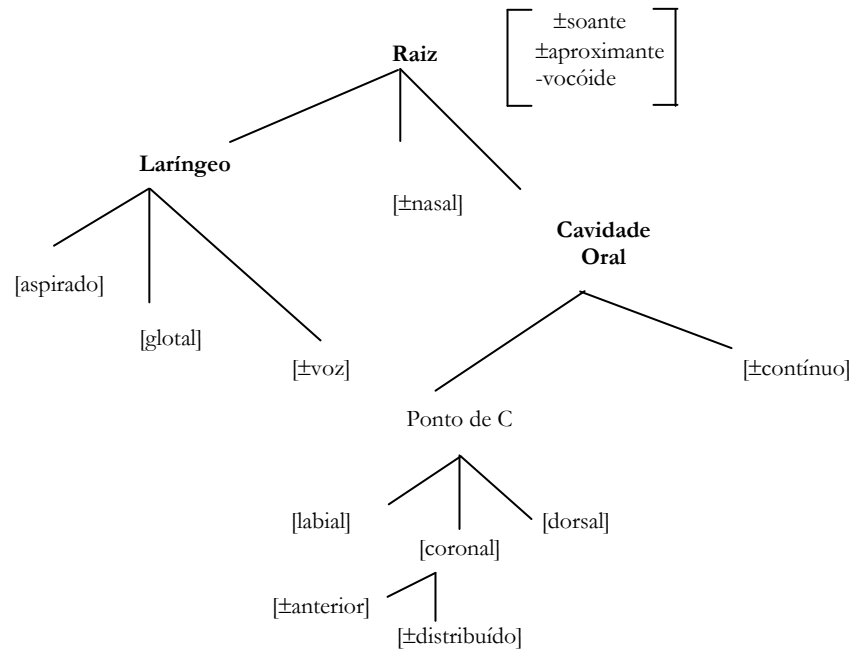 ±soante
Raiz
±aproximante
-vocóide
Laríngeo
[±nasal]
Cavidade
Oral
[aspirado]
[glotal]
[±voz]
[±contínuo]
Ponto de C
[labial]
[coronal]
[dorsal]
[±anterior]
[±distribuído]